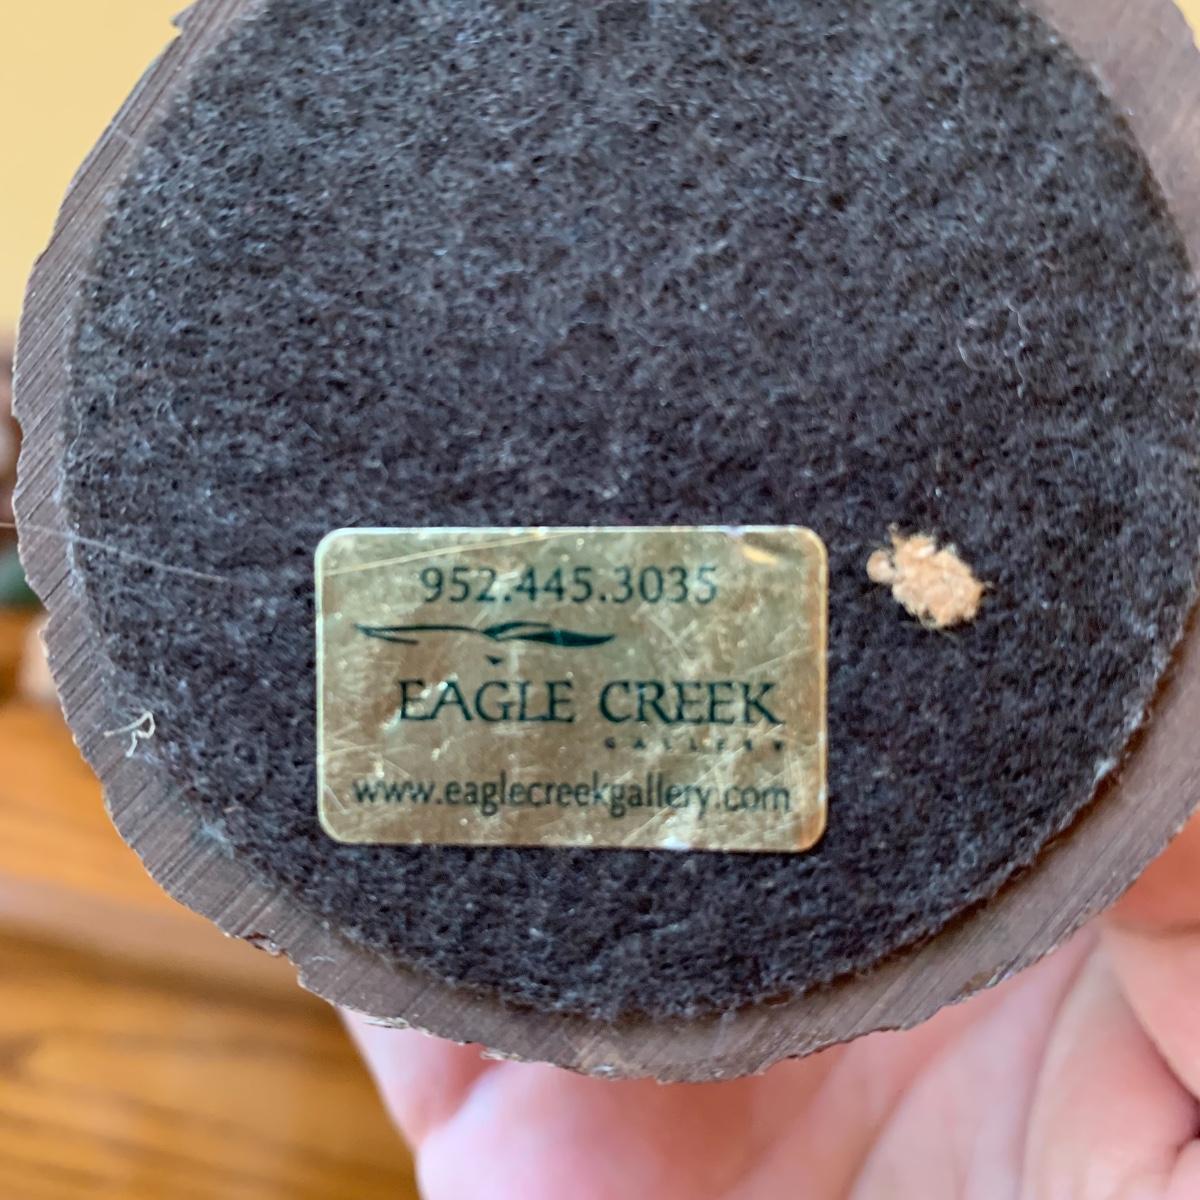 952.445.3035
EAGLE CREEK
GALLERY
www.eaglecreekgallery.com